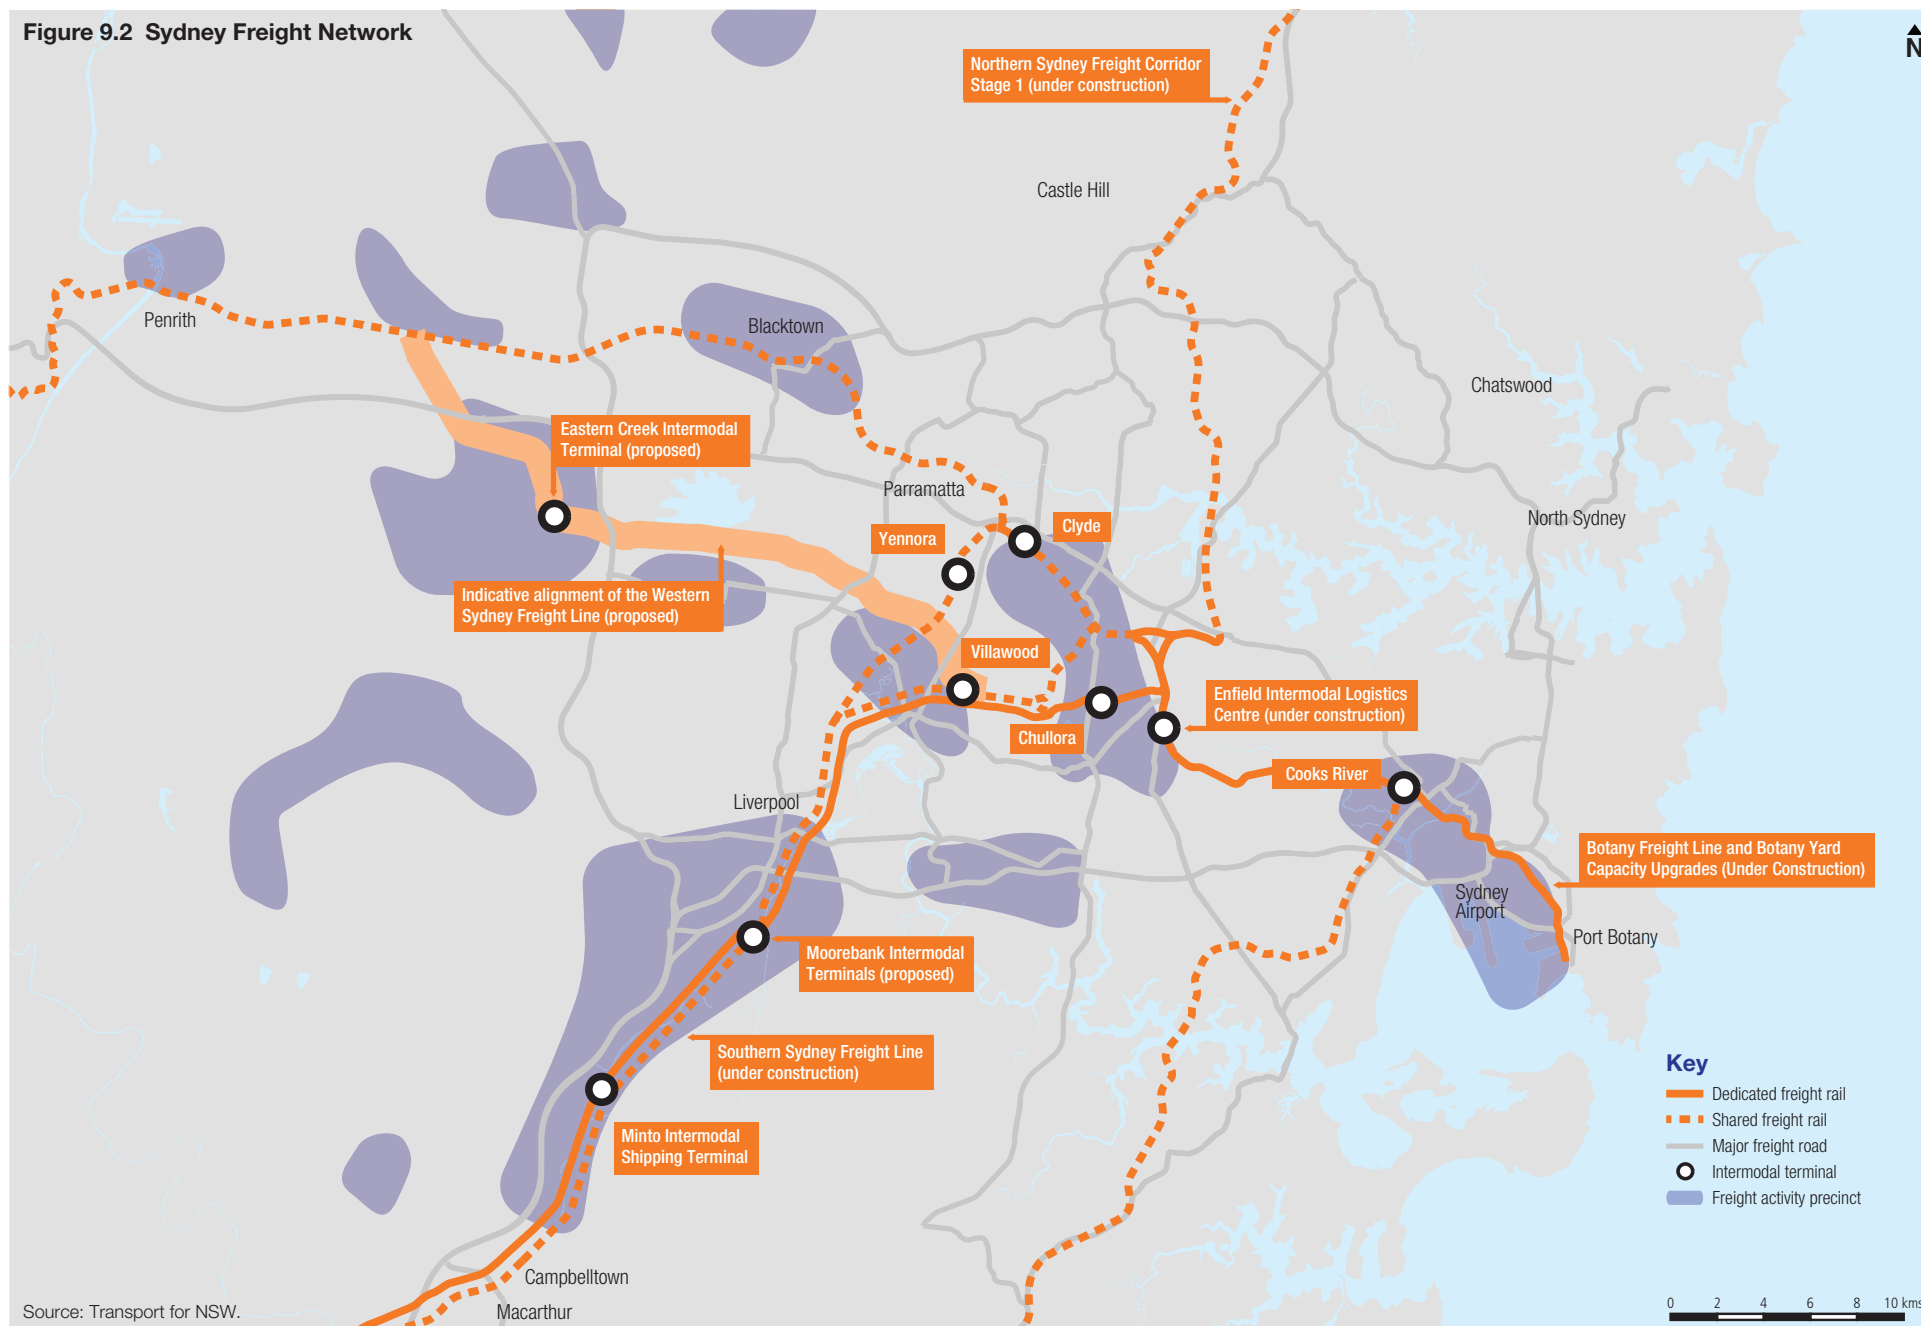 Figure 9.2  Sydney Freight Network
N
Northern Sydney Freight Corridor
Stage 1 (under construction)
Castle Hill
Penrith
Blacktown
Chatswood
Eastern Creek Intermodal
Terminal (proposed)
Parramatta
North Sydney
Clyde
Yennora
Indicative alignment of the Western
Sydney Freight Line (proposed)
Villawood
Enfield Intermodal Logistics
Centre (under construction)
Chullora
Cooks River
Liverpool
Botany Freight Line and Botany Yard
Capacity Upgrades (Under Construction)
Sydney
Airport
Port Botany
Moorebank Intermodal
Terminals (proposed)
Southern Sydney Freight Line
(under construction)
Minto Intermodal
Shipping Terminal
Key
Dedicated freight rail
Shared freight rail
Major freight road
Intermodal terminal
Freight activity precinct
Campbelltown
Macarthur
Source: Transport for NSW.
0 2 4 6 8 10 kms